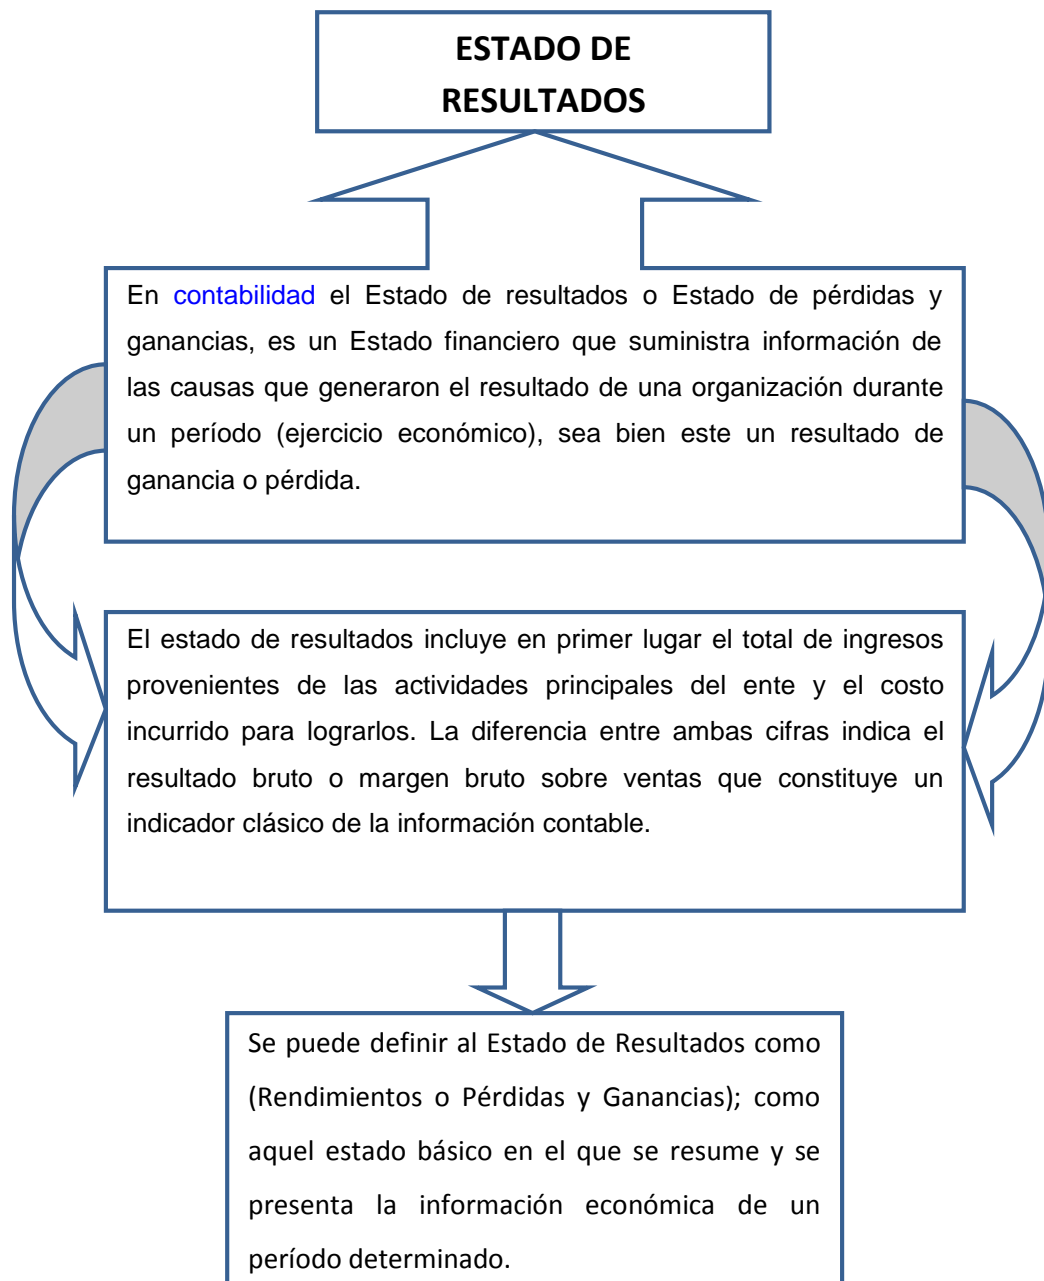 ESTADO DE
RESULTADOS
En contabilidad el Estado de resultados o Estado de pérdidas y
ganancias, es un Estado financiero que suministra información de
las causas que generaron el resultado de una organización durante
un período (ejercicio económico), sea bien este un resultado de
ganancia o pérdida.
El estado de resultados incluye en primer lugar el total de ingresos
provenientes de las actividades principales del ente y el costo
incurrido para lograrlos. La diferencia entre ambas cifras indica el
resultado bruto o margen bruto sobre ventas que constituye un
indicador clásico de la información contable.
Se puede definir al Estado de Resultados como
(Rendimientos o Pérdidas y Ganancias); como
aquel estado básico en el que se resume y se
presenta la información económica de un
período determinado.